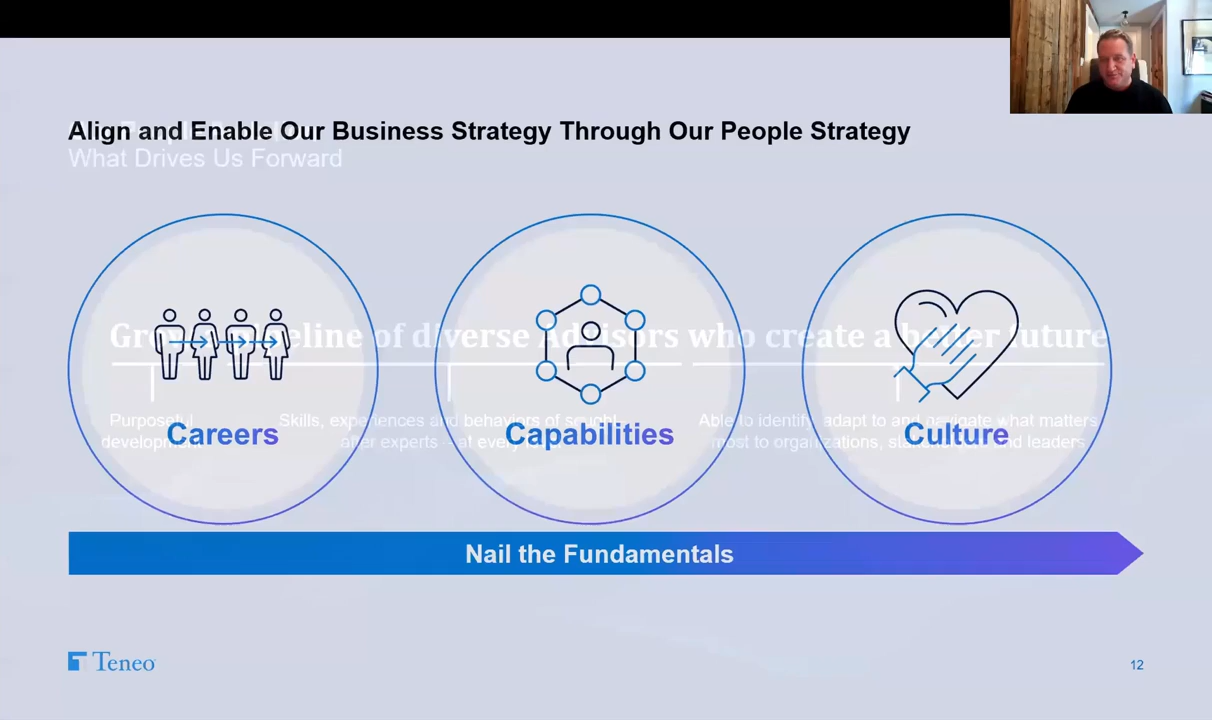 Align and Enable Our Business Strategy Through Our People Strategy
What Drives Us Forward
Grow pipeline of diverse Advisors who create a better future
Purposeful Skills, experiences and behaviors of sought Able to identify, adapt to and navigate what matters
development after experts – at every most to organizations, stakeholders and leaders
Careers Capabilities Culture
Nail the Fundamentals
Teneo
12